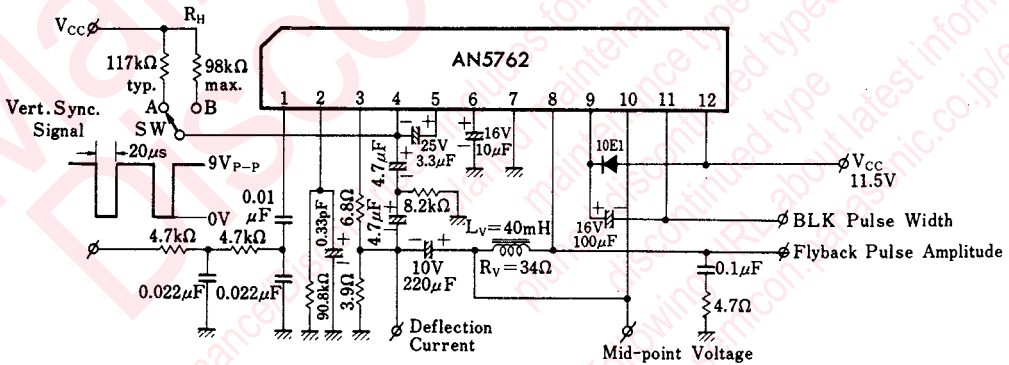 VCC
RH
117kΩ
typ.
98kΩ
max.
A
B
SW
AN5762
1 2 3 4 5 6 7 8 9 10 11 12
Vert.Sync.
Signal
20μs
9VP-P
0V
0.01
μF
4.7kΩ
4.7kΩ
0.022μF
0.022μF
90.8kΩ
0.33pF
+
6.8Ω
3.9Ω
4.7μF
+
4.7μF
+
- +
25V
3.3μF
8.2kΩ
+
16V
10μF
+
10V
220μF
LV=40mH
RV=34Ω
10E1
+ -
16V
100μF
VCC
11.5V
BLK Pulse Width
Flyback Pulse Amplitude
0.1μF
4.7Ω
Deflection
Current
Mid-point Voltage